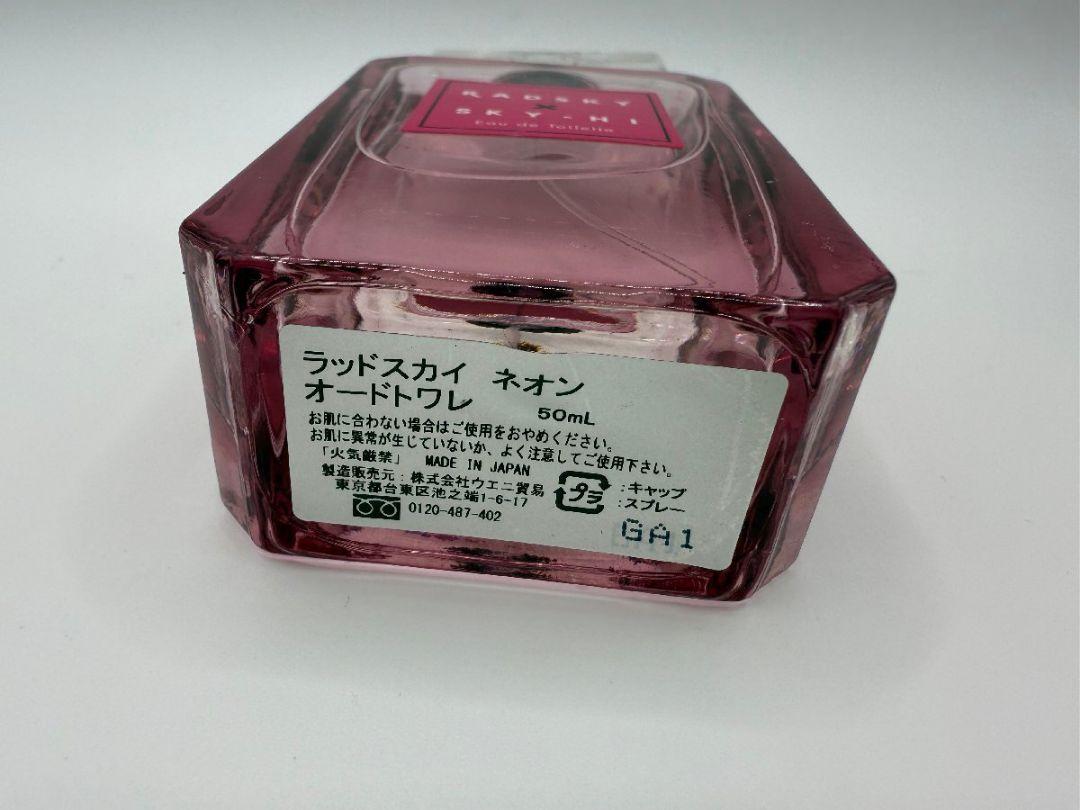 RADSKY
×
SKY-HI
Eau de Toilette
ラッドスカイ ネオン
オードトワレ 50mL
お肌に合わない場合はご使用をおやめください。
お肌に異常が生じていないか、よく注意してご使用下さい。
「火気厳禁」 MADE IN JAPAN
製造販売元:株式会社ウエニ貿易
東京都台東区池之端1-6-17
0120-487-402
プラ :キャップ
:スプレー
GA1